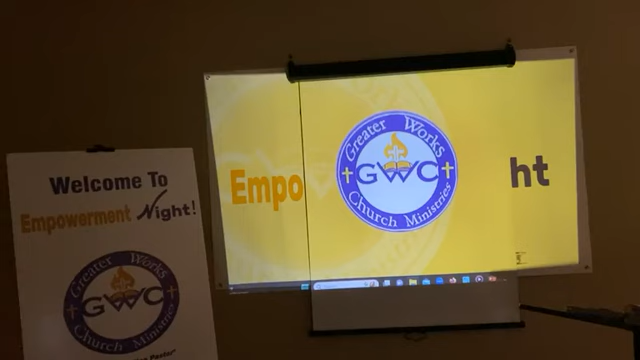 Welcome To
Empowerment Night!
Greater Works
GWC
Church Ministries
Empo
ht
Greater Works
GWC
Church Ministries